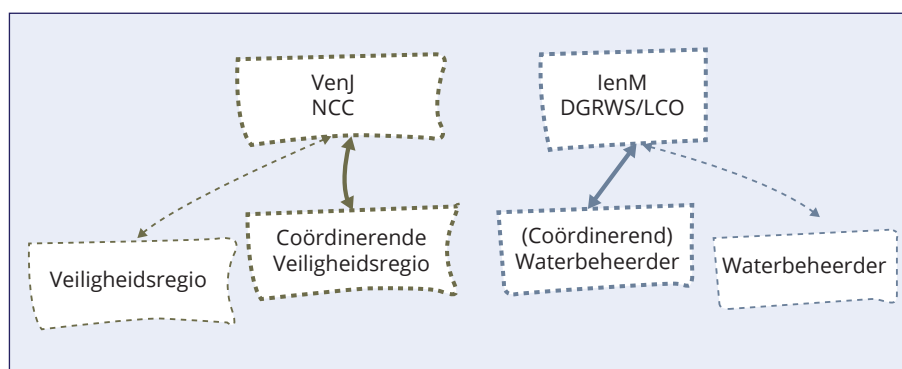 VenJ
NCC
IenM
DGRWS/LCO
Coördinerende
Veiligheidsregio
(Coördinerend)
Waterbeheerder
Veiligheidsregio
Waterbeheerder